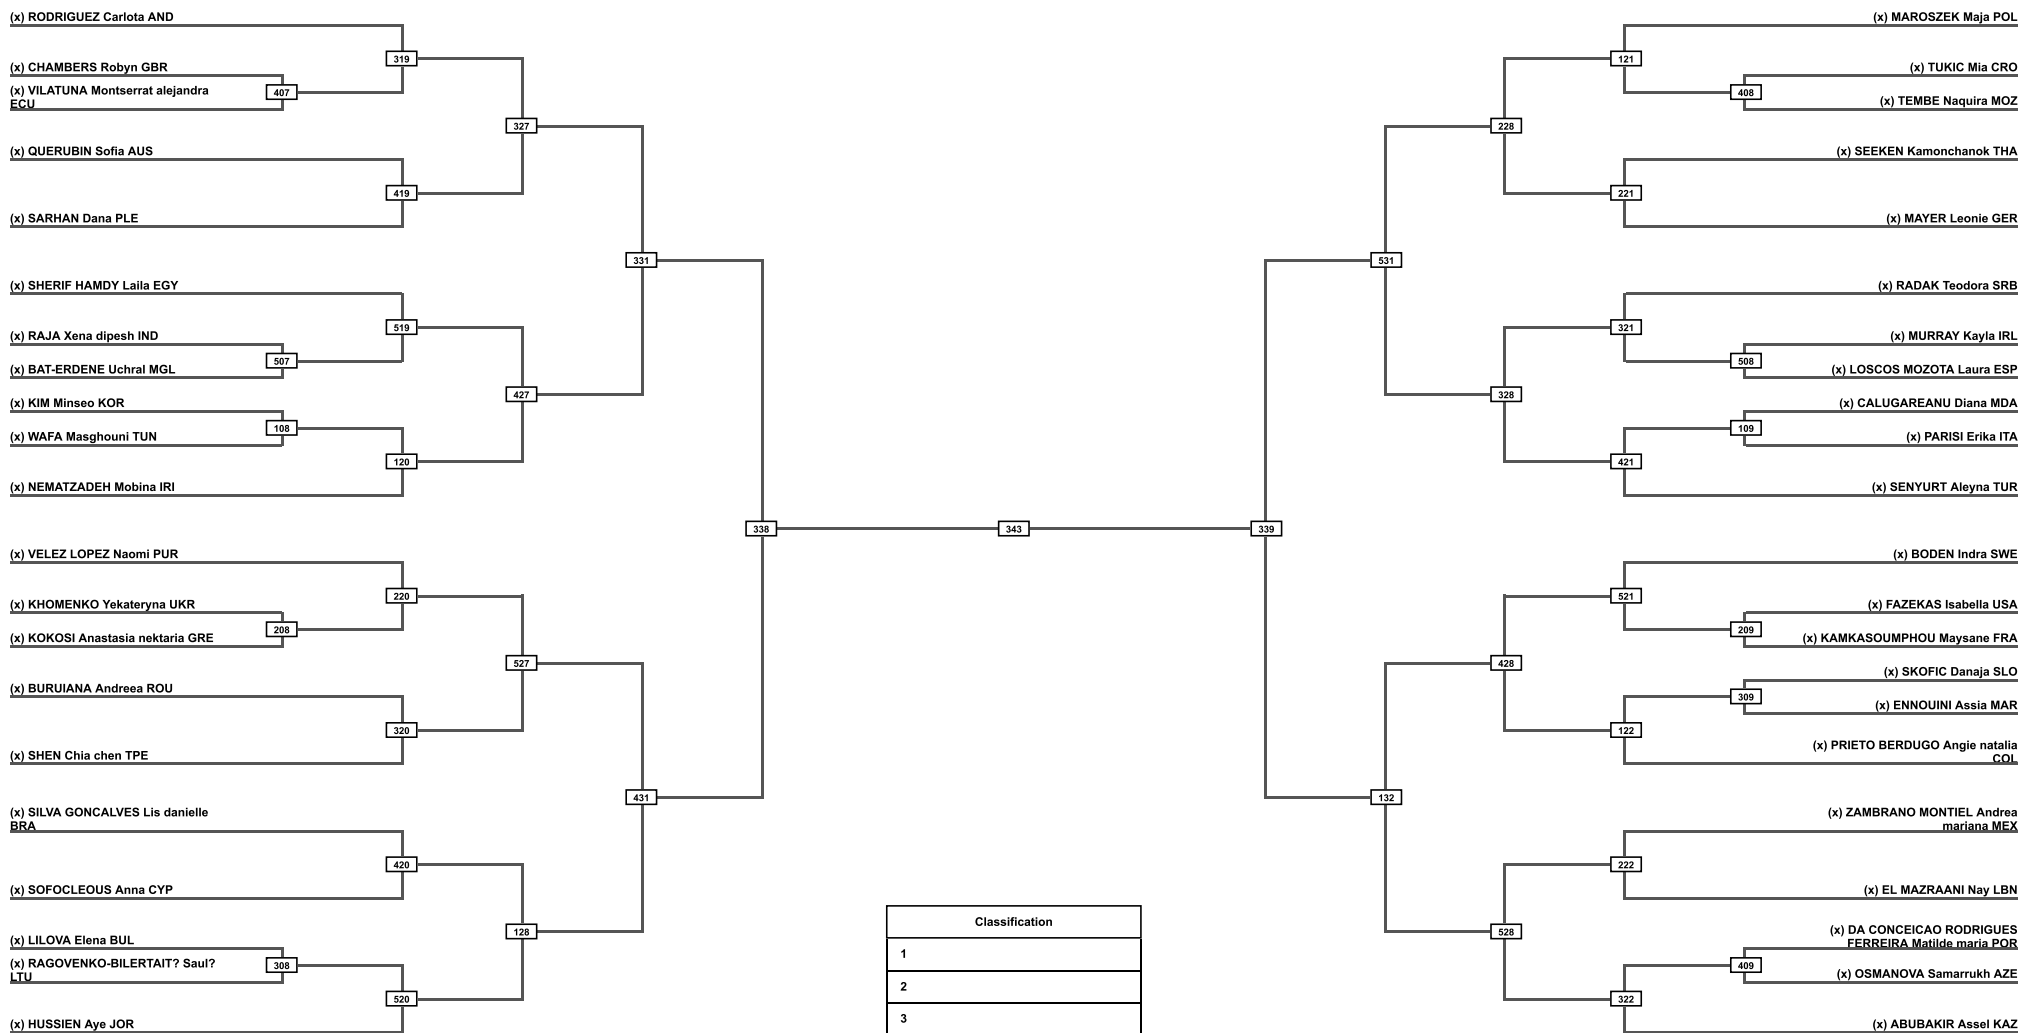 (x) RODRIGUEZ Carlota AND
(x) CHAMBERS Robyn GBR
(x) VILATUNA Montserrat alejandra
ECU
(x) QUERUBIN Sofia AUS
(x) SARHAN Dana PLE
(x) SHERIF HAMDY Laila EGY
(x) RAJA Xena dipesh IND
(x) BAT-ERDENE Uchral MGL
(x) KIM Minseo KOR
(x) WAFA Masghouni TUN
(x) NEMATZADEH Mobina IRI
(x) VELEZ LOPEZ Naomi PUR
(x) KHOMENKO Yekateryna UKR
(x) KOKOSI Anastasia nektaria GRE
(x) BURUIANA Andreea ROU
(x) SHEN Chia chen TPE
(x) SILVA GONCALVES Lis danielle
BRA
(x) SOFOCLEOUS Anna CYP
(x) LILOVA Elena BUL
(x) RAGOVENKO-BILERTAIT? Saul?
LTU
(x) HUSSIEN Aye JOR
407
507
108
208
308
319
419
519
120
220
320
420
520
327
427
527
128
331
431
338
343
339
531
132
228
328
428
528
121
221
321
421
521
122
222
322
408
508
109
209
309
409
(x) MAROSZEK Maja POL
(x) TUKIC Mia CRO
(x) TEMBE Naquira MOZ
(x) SEEKEN Kamonchanok THA
(x) MAYER Leonie GER
(x) RADAK Teodora SRB
(x) MURRAY Kayla IRL
(x) LOSCOS MOZOTA Laura ESP
(x) CALUGAREANU Diana MDA
(x) PARISI Erika ITA
(x) SENYURT Aleyna TUR
(x) BODEN Indra SWE
(x) FAZEKAS Isabella USA
(x) KAMKASOUMPHOU Maysane FRA
(x) SKOFIC Danaja SLO
(x) ENNOUINI Assia MAR
(x) PRIETO BERDUGO Angie natalia
COL
(x) ZAMBRANO MONTIEL Andrea
mariana MEX
(x) EL MAZRAANI Nay LBN
(x) DA CONCEICAO RODRIGUES
FERREIRA Matilde maria POR
(x) OSMANOVA Samarrukh AZE
(x) ABUBAKIR Assel KAZ
Classification
1
2
3